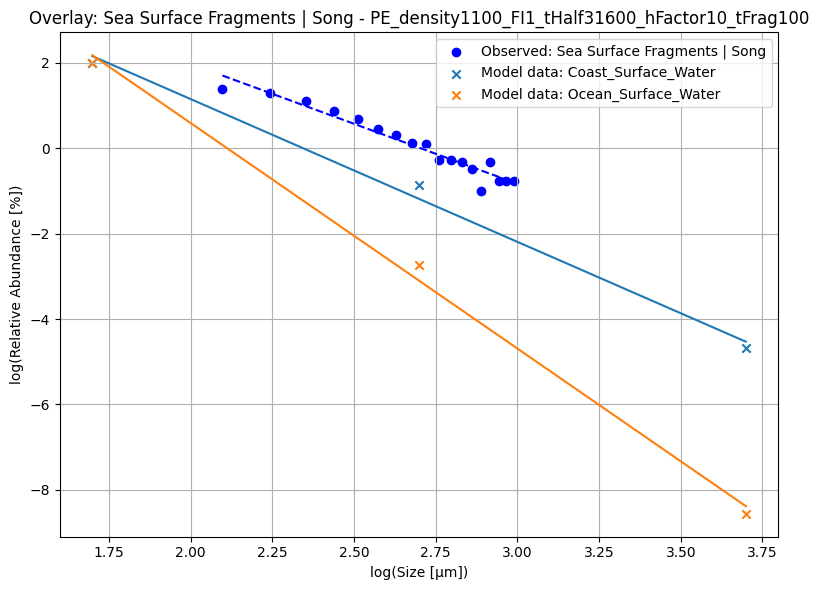 Overlay: Sea Surface Fragments | Song - PE_density1100_FI1_tHalf31600_hFactor10_tFrag100
Observed: Sea Surface Fragments | Song
Model data: Coast_Surface_Water
Model data: Ocean_Surface_Water
log(Relative Abundance [%])
2
0
−2
−4
−6
−8
1.75 2.00 2.25 2.50 2.75 3.00 3.25 3.50 3.75
log(Size [μm])